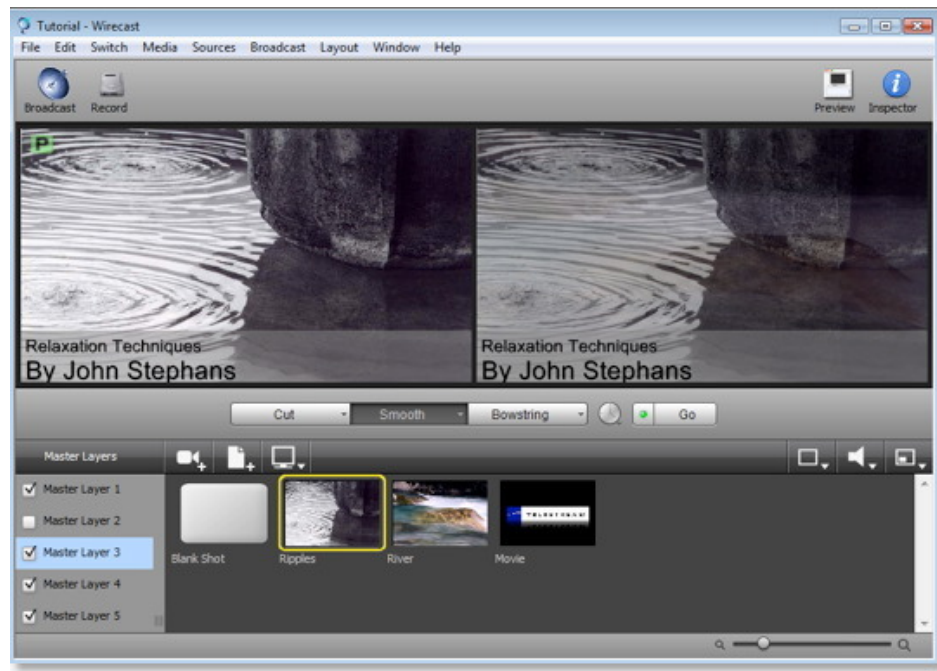 Tutorial - Wirecast
File Edit Switch Media Sources Broadcast Layout Window Help
Broadcast Record Preview Inspector
P
Relaxation Techniques
By John Stephans
Relaxation Techniques
By John Stephans
Cut Smooth Bowstring Go
Master Layers
Master Layer 1
Master Layer 2
Master Layer 3
Master Layer 4
Master Layer 5
Blank Shot Ripples River Movie
TELESTREAM